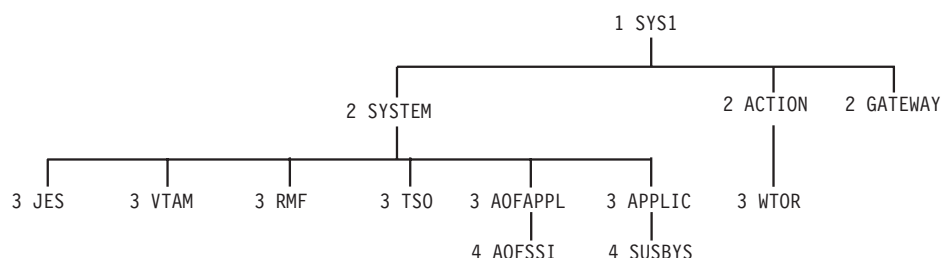 1 SYS1
2 SYSTEM
2 ACTION
2 GATEWAY
3 JES
3 VTAM
3 RMF
3 TSO
3 AOFAPPL
3 APPLIC
3 WTOR
4 AOFSSI
4 SUSBYS